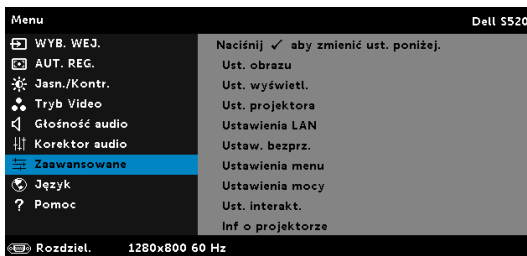 Menu Dell S520
WYB. WEJ.
AUT. REG.
Jasn./Kontr.
Tryb Video
Głośność audio
Korektor audio
Zaawansowane
Język
? Pomoc
Naciśnij ✓ aby zmienić ust. poniżej.
Ust. obrazu
Ust. wyświetl.
Ust. projektora
Ustawienia LAN
Ustaw. bezprz.
Ustawienia menu
Ustawienia mocy
Ust. interakt.
Inf o projektorze
Rozdziel. 1280x800 60 Hz